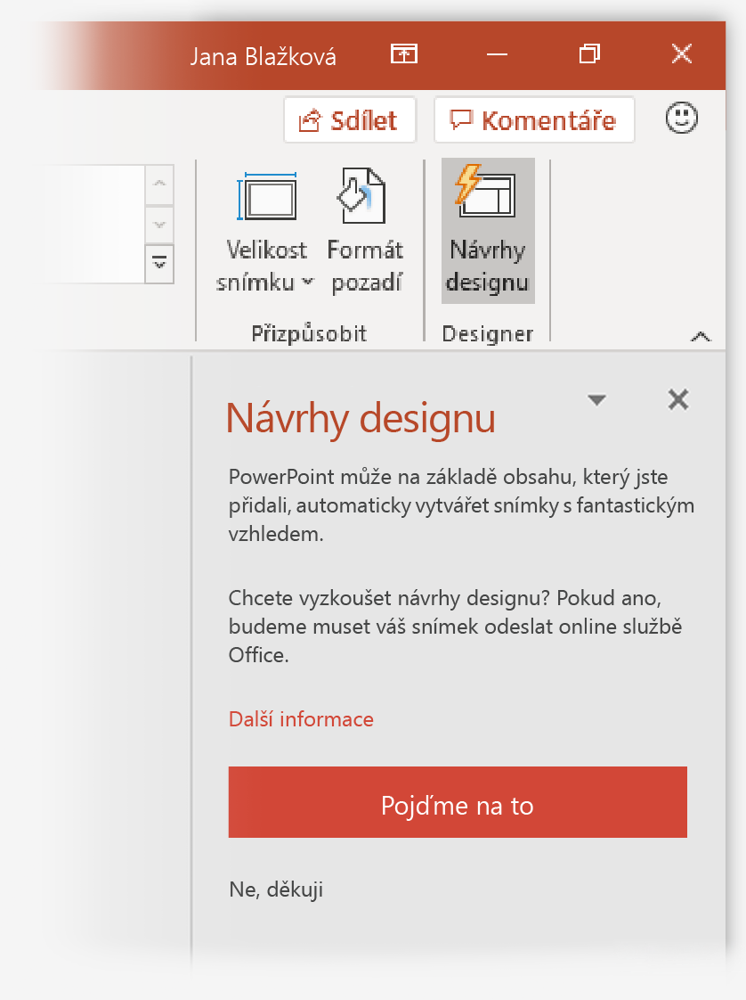 Jana Blažková
Sdílet
Komentáře
Velikost
snímku
Formát
pozadí
Návrhy
designu
Přizpůsobit
Designer
Návrhy designu
PowerPoint může na základě obsahu, který jste
přidali, automaticky vytvářet snímky s fantastickým
vzhledem.
Chcete vyzkoušet návrhy designu? Pokud ano,
budeme muset váš snímek odeslat online službě
Office.
Další informace
Pojďme na to
Ne, děkuji